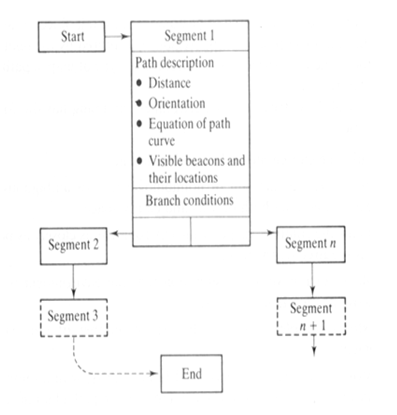 Start
Segment 1
Path description
• Distance
• Orientation
• Equation of path
curve
• Visible beacons and
their locations
Branch conditions
Segment 2
Segment n
Segment 3
Segment
n + 1
End